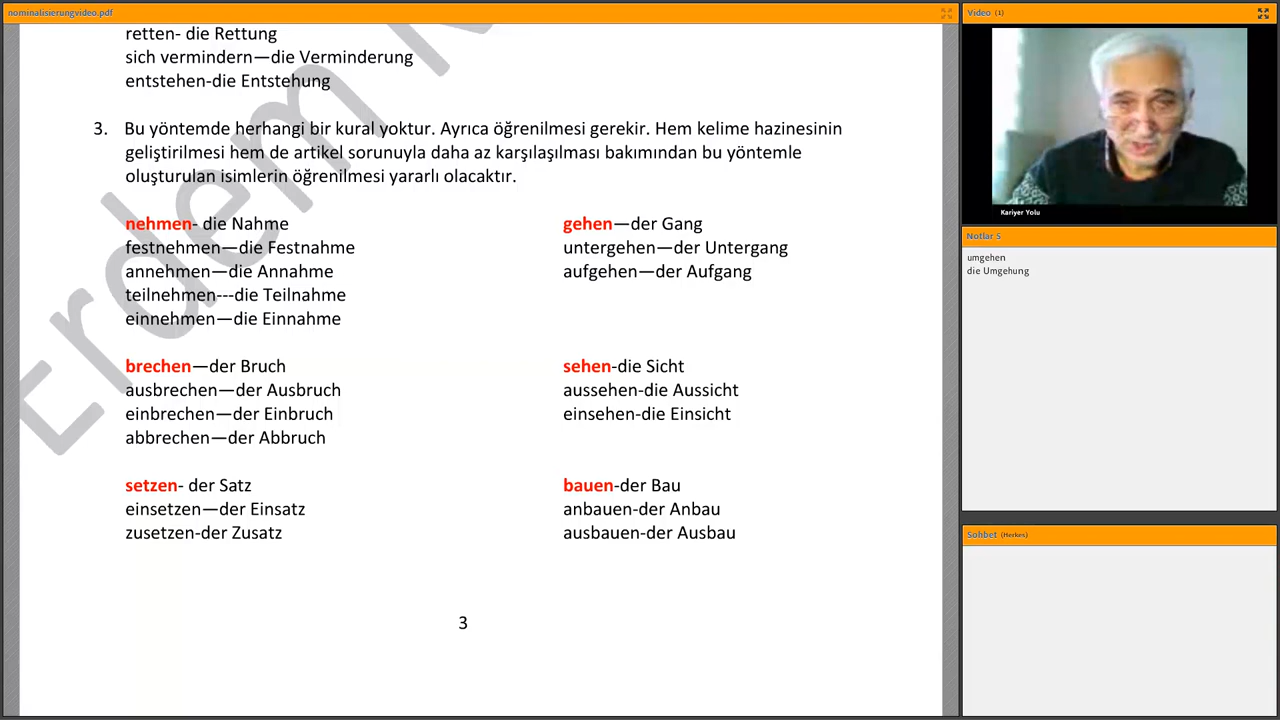 nominalisierungvideo.pdf
retten- die Rettung
sich vermindern—die Verminderung
entstehen-die Entstehung
3. Bu yöntemde herhangi bir kural yoktur. Ayrıca öğrenilmesi gerekir. Hem kelime hazinesinin
geliştirilmesi hem de artikel sorunuyla daha az karşılaşılması bakımından bu yöntemle
oluşturulan isimlerin öğrenilmesi yararlı olacaktır.
nehmen- die Nahme
festnehmen—die Festnahme
annehmen—die Annahme
teilnehmen---die Teilnahme
einnehmen—die Einnahme
gehen—der Gang
untergehen—der Untergang
aufgehen—der Aufgang
brechen—der Bruch
ausbrechen—der Ausbruch
einbrechen—der Einbruch
abbrechen—der Abbruch
sehen-die Sicht
aussehen-die Aussicht
einsehen-die Einsicht
setzen- der Satz
einsetzen—der Einsatz
zusetzen-der Zusatz
bauen-der Bau
anbauen-der Anbau
ausbauen-der Ausbau
3
Erdem
Video (1)
Kariyer Yolu
Notlar 5
umgehen
die Umgehung
Sohbet (Herkes)